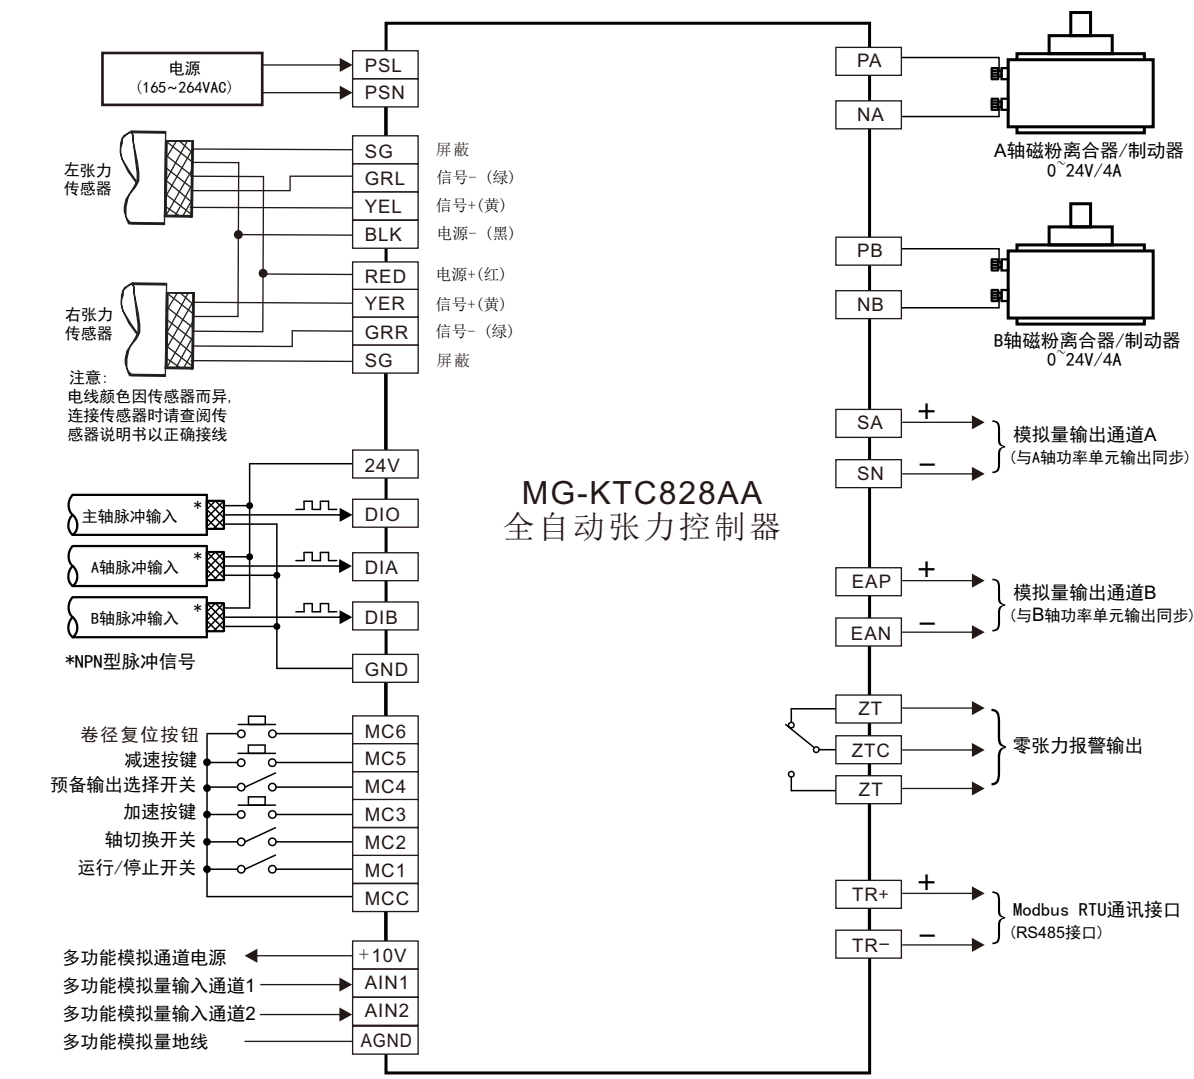 电源
(165~264VAC)
PSL
PSN
左张力
传感器
SG 屏蔽
GRL 信号-(绿)
YEL 信号+(黄)
BLK 电源-(黑)
RED 电源+(红)
YER 信号+(黄)
GRR 信号-(绿)
SG 屏蔽
右张力
传感器
注意:
电线颜色因传感器而异,
连接传感器时请查阅传
感器说明书以正确接线
24V
主轴脉冲输入 * DIO
A轴脉冲输入 * DIA
B轴脉冲输入 * DIB
*NPN型脉冲信号
GND
卷径复位按钮 MC6
减速按键 MC5
预备输出选择开关 MC4
加速按键 MC3
轴切换开关 MC2
运行/停止开关 MC1
MCC
多功能模拟通道电源 +10V
多功能模拟量输入通道1 AIN1
多功能模拟量输入通道2 AIN2
多功能模拟量地线 AGND
MG-KTC828AA
全自动张力控制器
PA
NA
A轴磁粉离合器/制动器
0~24V/4A
PB
NB
B轴磁粉离合器/制动器
0~24V/4A
SA +
SN −
模拟量输出通道A
(与A轴功率单元输出同步)
EAP +
EAN −
模拟量输出通道B
(与B轴功率单元输出同步)
ZT
ZTC
ZT
零张力报警输出
TR+ +
TR− −
Modbus RTU通讯接口
(RS485接口)